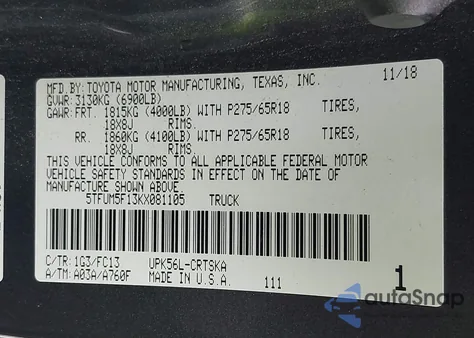 MFD.BY: TOYOTA MOTOR MANUFACTURING, TEXAS, INC. 11/18
GVWR: 3130KG (6900LB)
GAWR: FRT. 1815KG (4000LB) WITH P275/65R18 TIRES,
18X8J RIMS.
RR. 1860KG (4100LB) WITH P275/65R18 TIRES,
18X8J RIMS.
THIS VEHICLE CONFORMS TO ALL APPLICABLE FEDERAL MOTOR
VEHICLE SAFETY STANDARDS IN EFFECT ON THE DATE OF
MANUFACTURE SHOWN ABOVE.
5TFUM5F13KX081105 TRUCK
C/TR: 1G3/FC13 UPK56L-CRTSKA
A/TM: A03A/A760F MADE IN U.S.A. 111 1
autoSnap